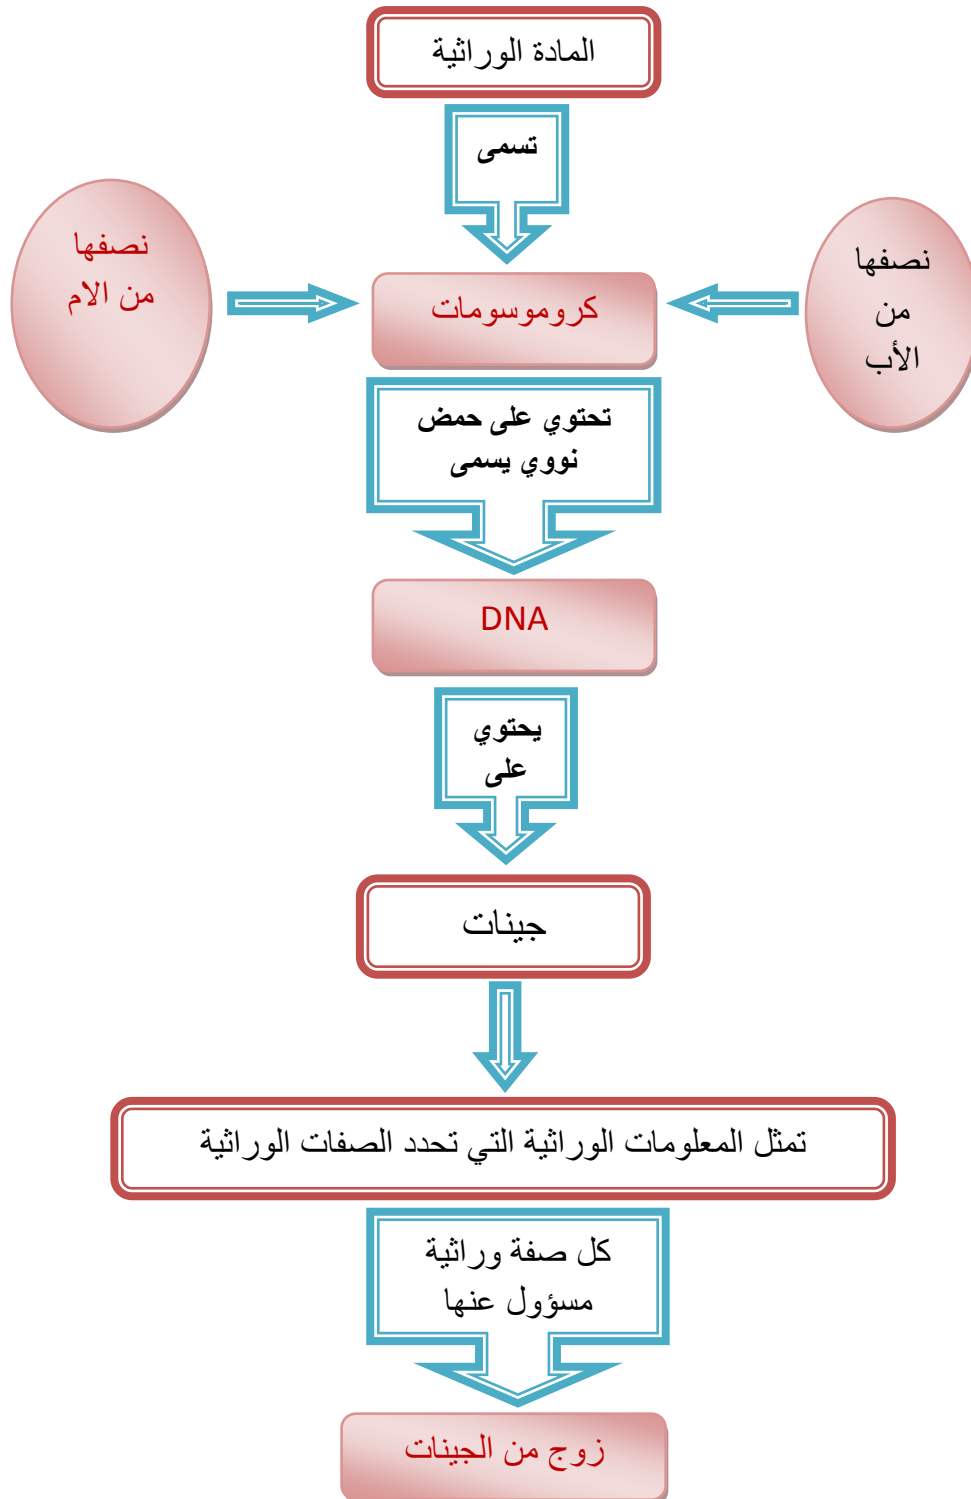 المادة الوراثية
تسمى
نصفها
من الام
نصفها
من
الأب
كروموسومات
تحتوي على حمض
نووي يسمى
DNA
يحتوي
على
جينات
تمثل المعلومات الوراثية التي تحدد الصفات الوراثية
كل صفة وراثية
مسؤول عنها
زوج من الجينات